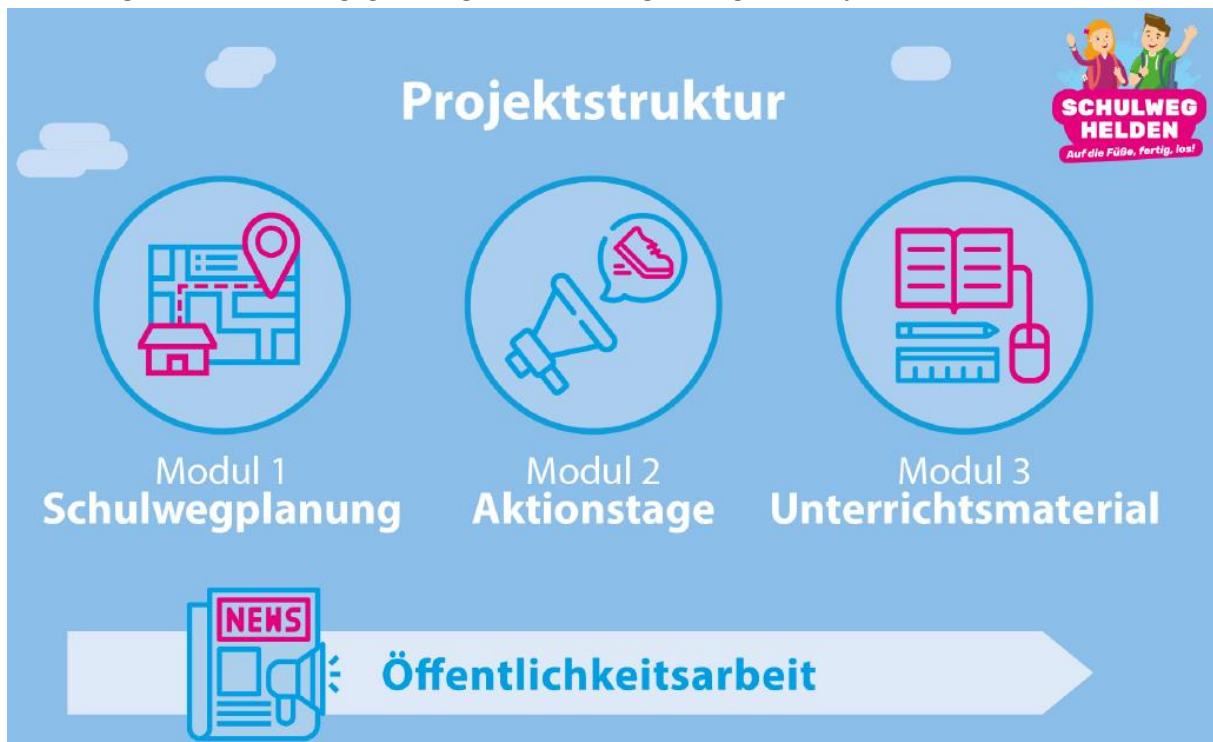 Projektstruktur
SCHULWEG
HELDEN
Auf die Füße, fertig, los!
Modul 1
Schulwegplanung
Modul 2
Aktionstage
Modul 3
Unterrichtsmaterial
NEWS
Öffentlichkeitsarbeit